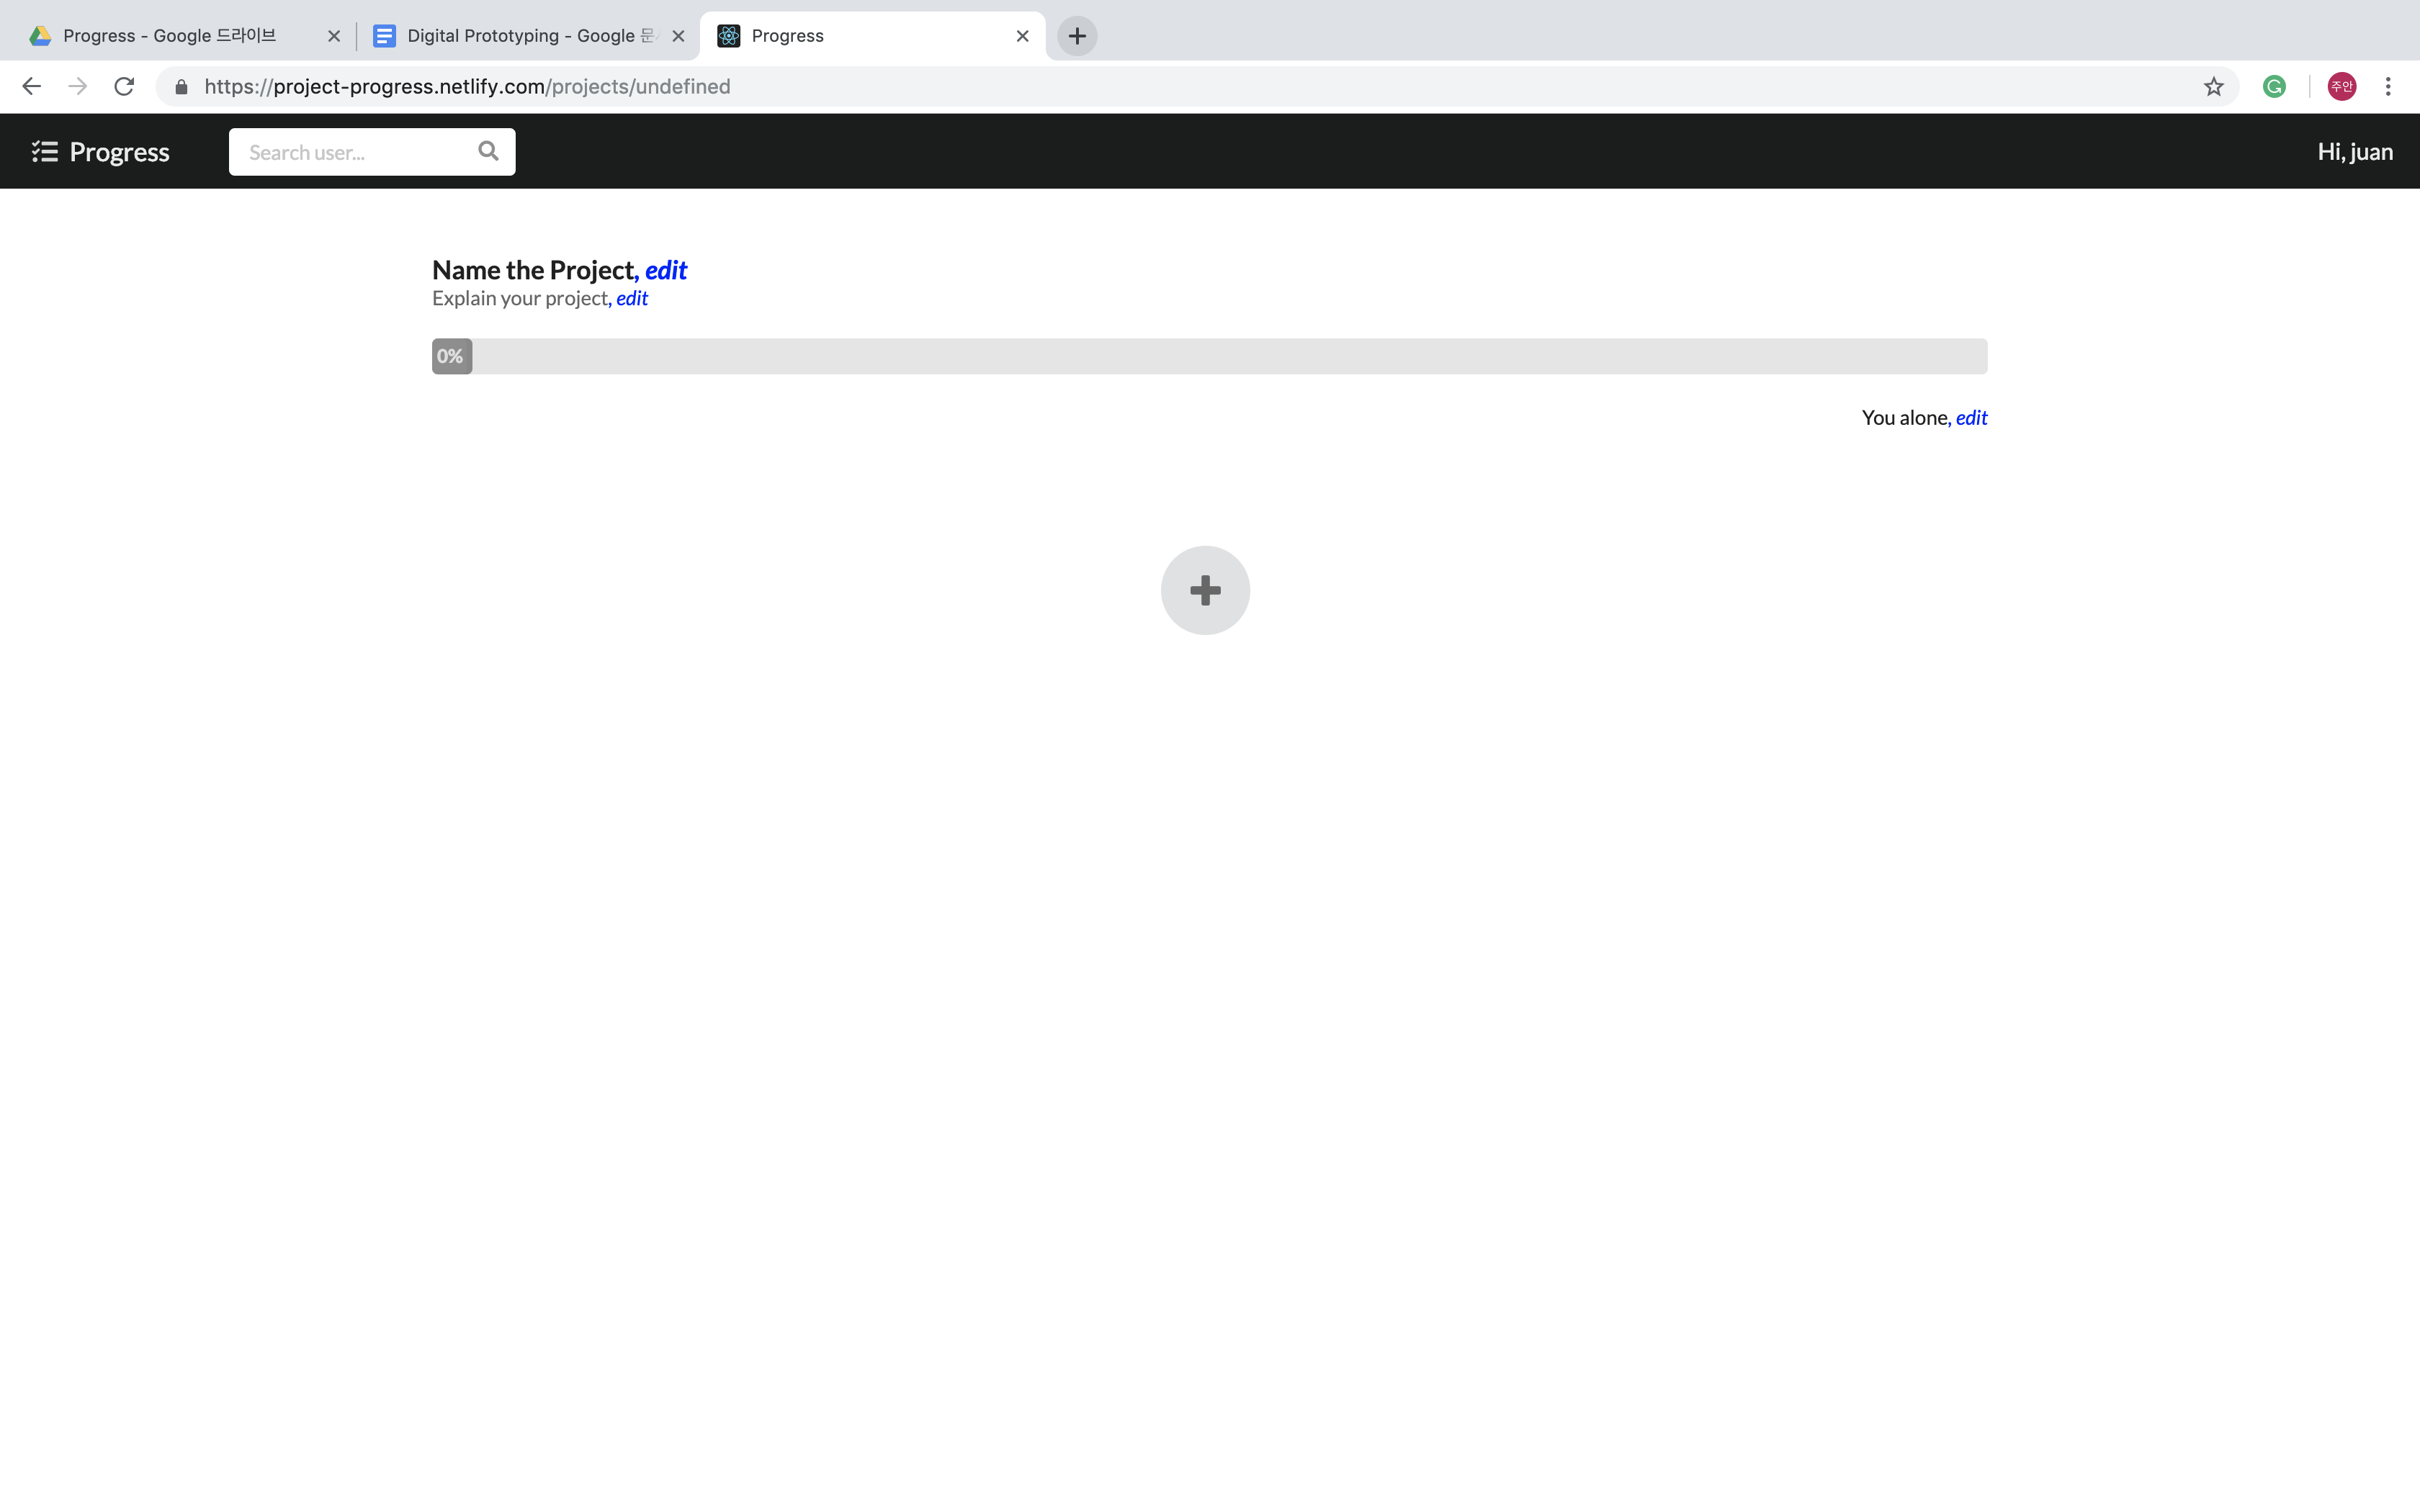 Progress - Google 드라이브
Digital Prototyping - Google 문
Progress
https://project-progress.netlify.com/projects/undefined
주안
Progress
Search user...
Hi, juan
Name the Project, edit
Explain your project, edit
0%
You alone, edit